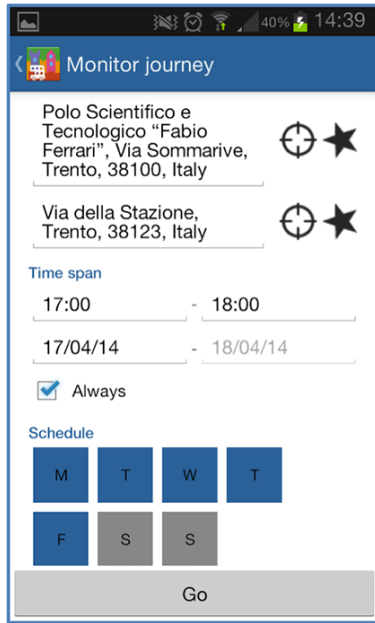 40% 14:39
Monitor journey
Polo Scientifico e
Tecnologico “Fabio
Ferrari”, Via Sommarive,
Trento, 38100, Italy
Via della Stazione,
Trento, 38123, Italy
Time span
17:00 - 18:00
17/04/14 - 18/04/14
Always
Schedule
M T W T
F S S
Go